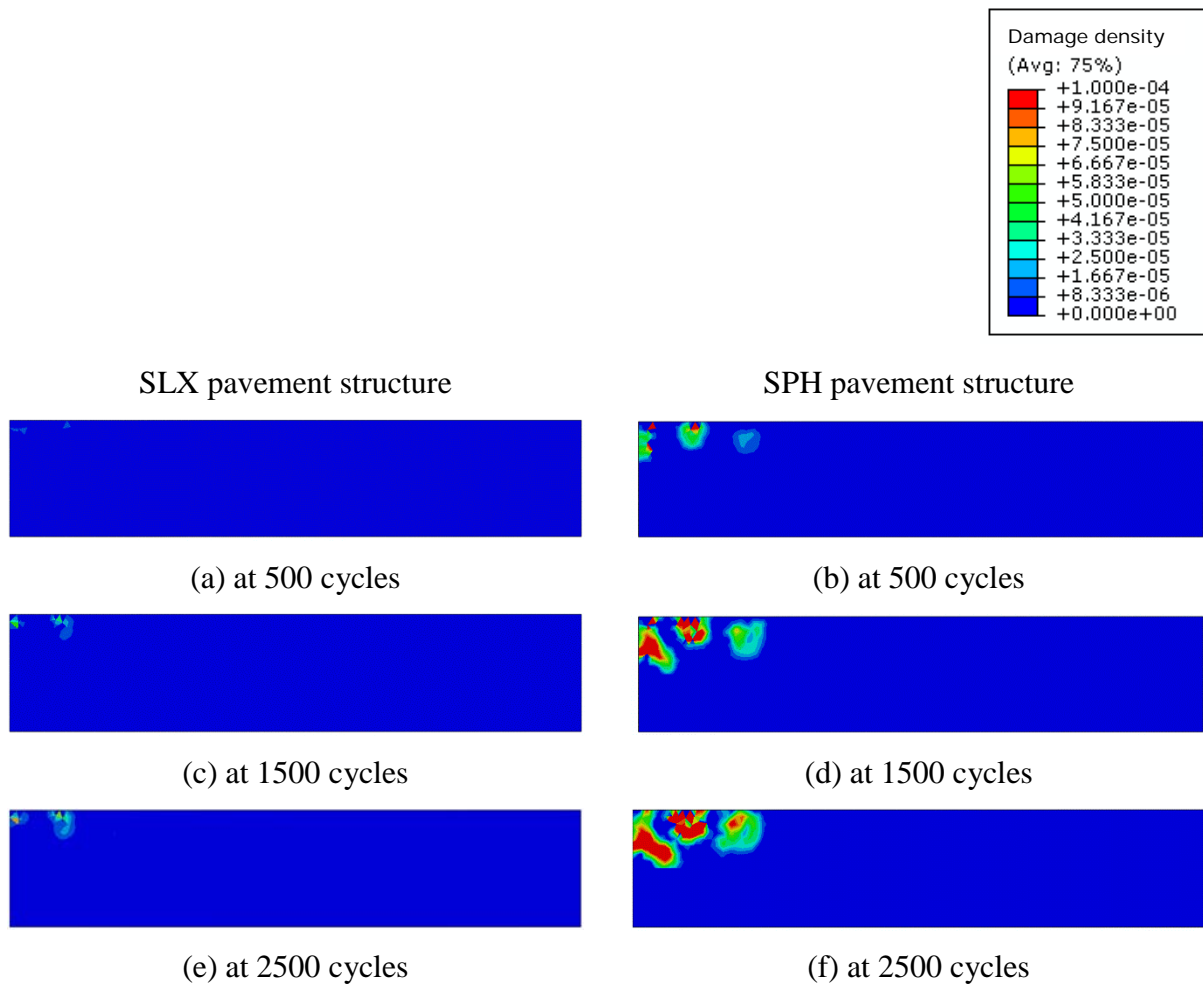 Damage density
(Avg: 75%)
+1.000e-04
+9.167e-05
+8.333e-05
+7.500e-05
+6.667e-05
+5.833e-05
+5.000e-05
+4.167e-05
+3.333e-05
+2.500e-05
+1.667e-05
+8.333e-06
+0.000e+00
SLX pavement structure
SPH pavement structure
(a) at 500 cycles
(b) at 500 cycles
(c) at 1500 cycles
(d) at 1500 cycles
(e) at 2500 cycles
(f) at 2500 cycles